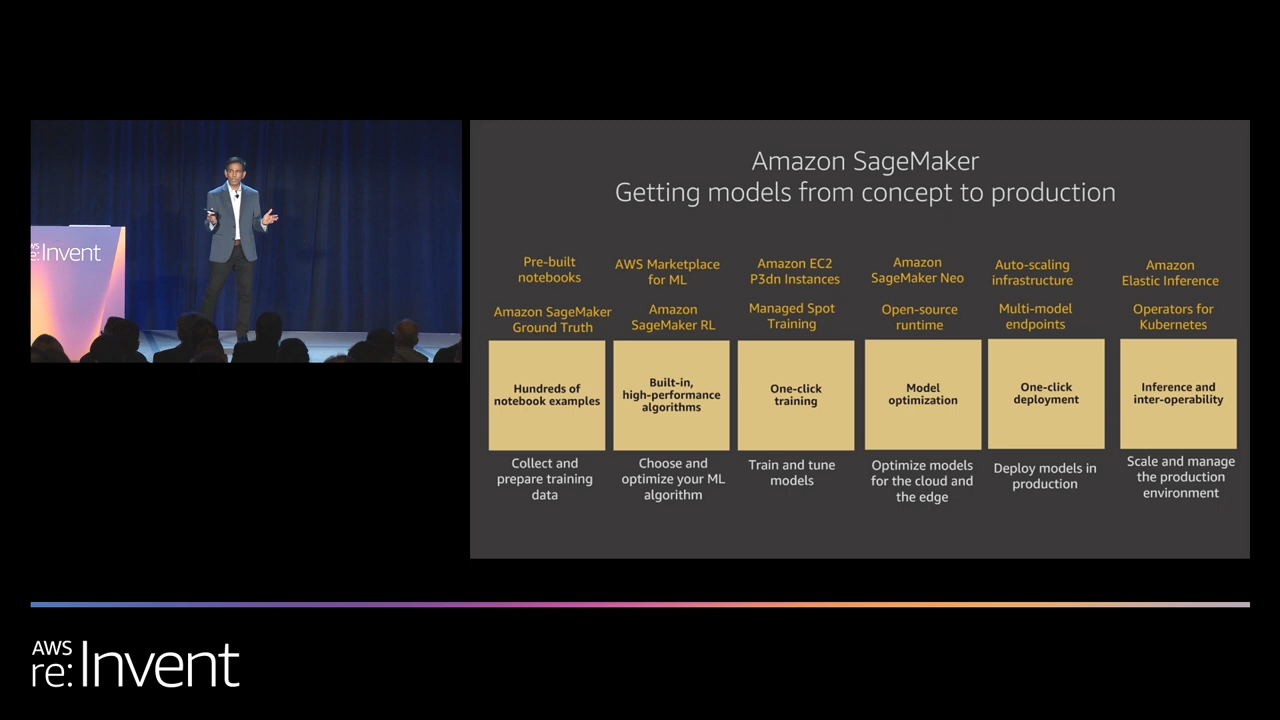 AWS
re:Invent
Amazon SageMaker
Getting models from concept to production
Pre-built
notebooks
Amazon SageMaker
Ground Truth
Hundreds of
notebook examples
Collect and
prepare training
data
AWS Marketplace
for ML
Amazon
SageMaker RL
Built-in,
high-performance
algorithms
Choose and
optimize your ML
algorithm
Amazon EC2
P3dn Instances
Managed Spot
Training
One-click
training
Train and tune
models
Amazon
SageMaker Neo
Open-source
runtime
Model
optimization
Optimize models
for the cloud and
the edge
Auto-scaling
infrastructure
Multi-model
endpoints
One-click
deployment
Deploy models in
production
Amazon
Elastic Inference
Operators for
Kubernetes
Inference and
inter-operability
Scale and manage
the production
environment
AWS
re:Invent